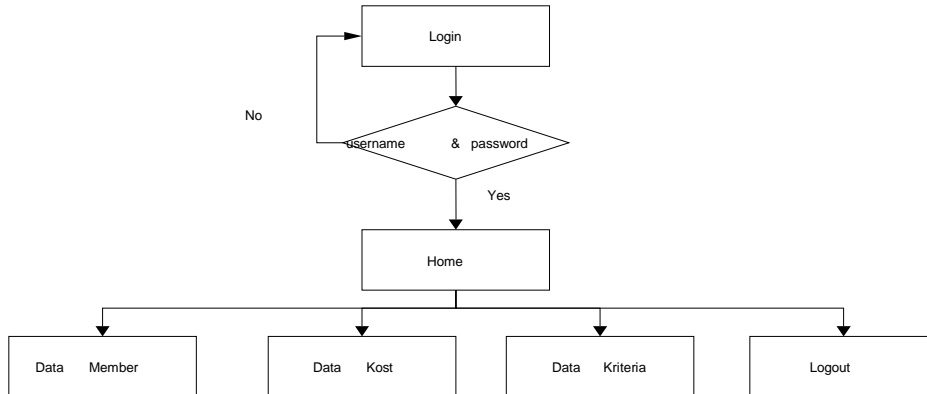 Login
No
username & password
Yes
Home
Data Member
Data Kost
Data Kriteria
Logout